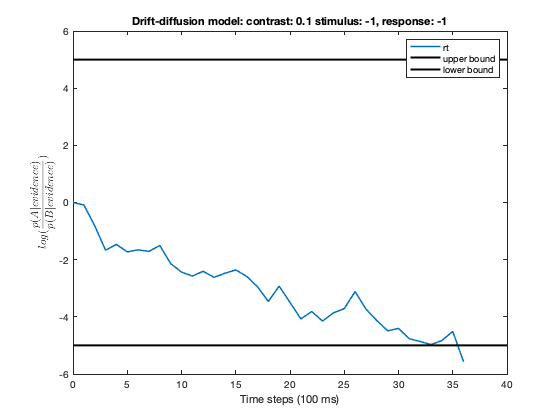 Drift-diffusion model: contrast: 0.1 stimulus: -1, response: -1
6
4
2
0
-2
-4
-6
log(p(A|evidence)/p(B|evidence))
rt
upper bound
lower bound
0 5 10 15 20 25 30 35 40
Time steps (100 ms)